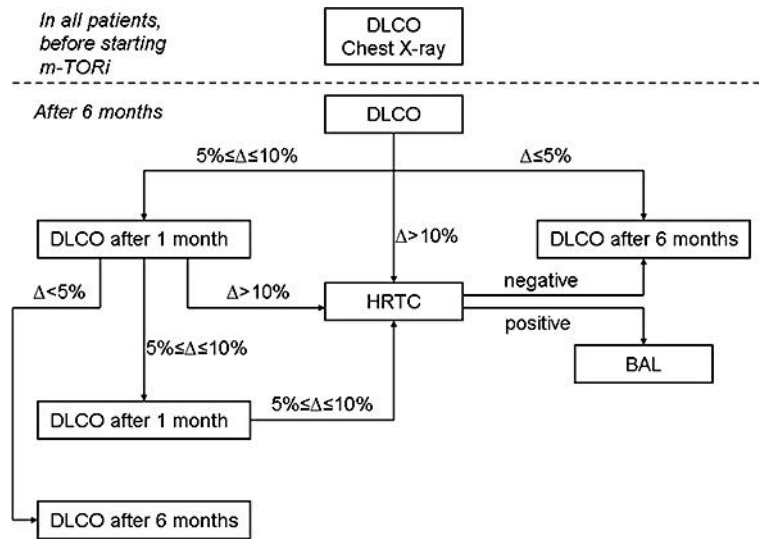 In all patients,
before starting
m-TORi
DLCO
Chest X-ray
After 6 months
DLCO
5%≤Δ≤10%
Δ≤5%
DLCO after 1 month
Δ>10%
DLCO after 6 months
Δ<5%
Δ>10%
HRTC
negative
positive
5%≤Δ≤10%
BAL
DLCO after 1 month
5%≤Δ≤10%
DLCO after 6 months